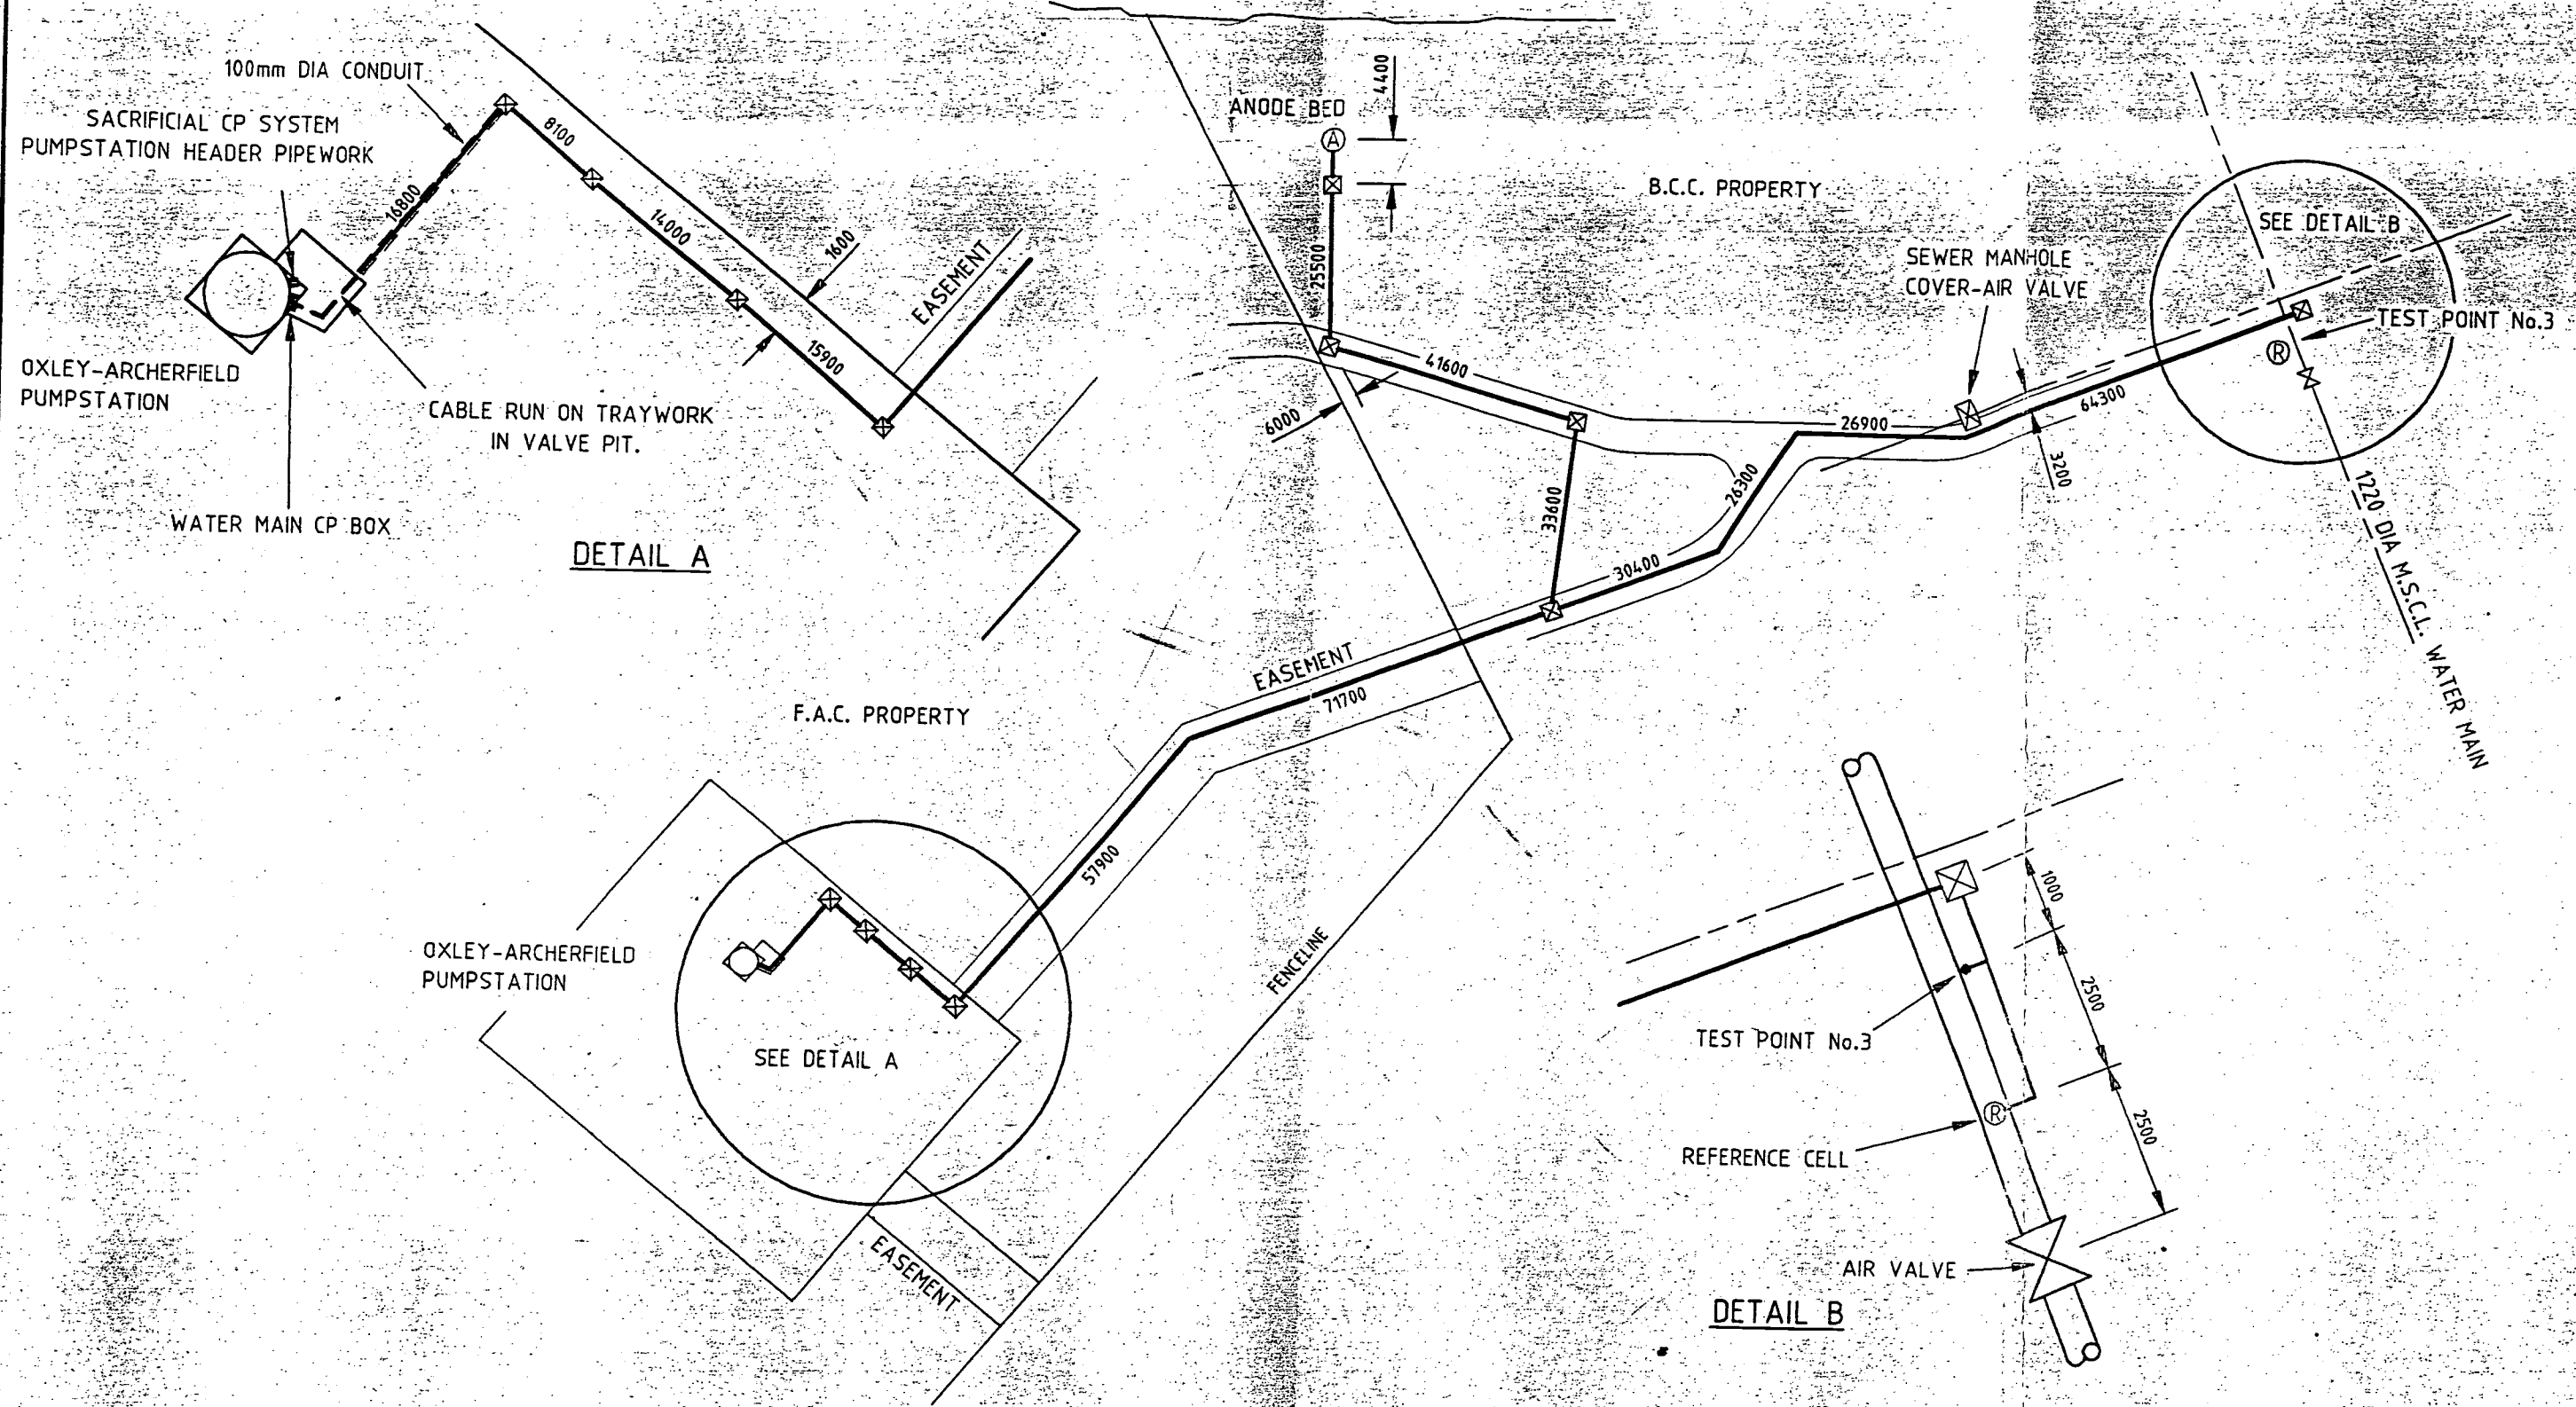 100mm DIA CONDUIT
SACRIFICIAL CP SYSTEM
PUMPSTATION HEADER PIPEWORK
8100
16800
14000
1600
EASEMENT
15900
OXLEY-ARCHERFIELD
PUMPSTATION
CABLE RUN ON TRAYWORK
IN VALVE PIT.
WATER MAIN CP BOX
DETAIL A
4400
ANODE BED
A
B.C.C. PROPERTY
25500
SEWER MANHOLE
COVER-AIR VALVE
SEE DETAIL B
TEST POINT No.3
R
41600
6000
26900
64300
3200
26300
33600
30400
1220 DIA M.S.C.L. WATER MAIN
EASEMENT
71700
F.A.C. PROPERTY
57900
OXLEY-ARCHERFIELD
PUMPSTATION
SEE DETAIL A
FENCELINE
EASEMENT
1000
2500
2500
TEST POINT No.3
R
REFERENCE CELL
AIR VALVE
DETAIL B